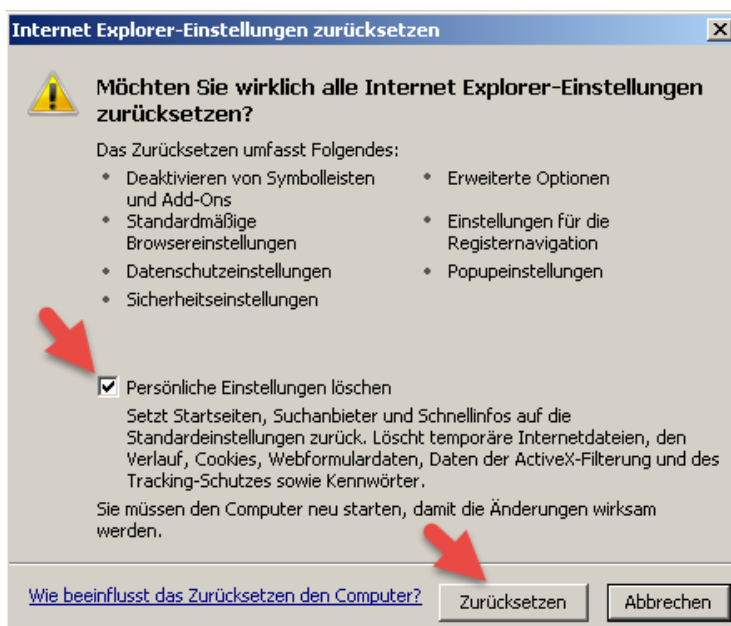 Internet Explorer-Einstellungen zurücksetzen
Möchten Sie wirklich alle Internet Explorer-Einstellungen
zurücksetzen?
Das Zurücksetzen umfasst Folgendes:
Deaktivieren von Symbolleisten
und Add-Ons
Standardmäßige
Browsereinstellungen
Datenschutzeinstellungen
Sicherheitseinstellungen
Erweiterte Optionen
Einstellungen für die
Registernavigation
Popupeinstellungen
Persönliche Einstellungen löschen
Setzt Startseiten, Suchanbieter und Schnellinfos auf die
Standardeinstellungen zurück. Löscht temporäre Internetdateien, den
Verlauf, Cookies, Webformulardaten, Daten der ActiveX-Filterung und des
Tracking-Schutzes sowie Kennwörter.
Sie müssen den Computer neu starten, damit die Änderungen wirksam
werden.
Wie beeinflusst das Zurücksetzen den Computer?
Zurücksetzen
Abbrechen